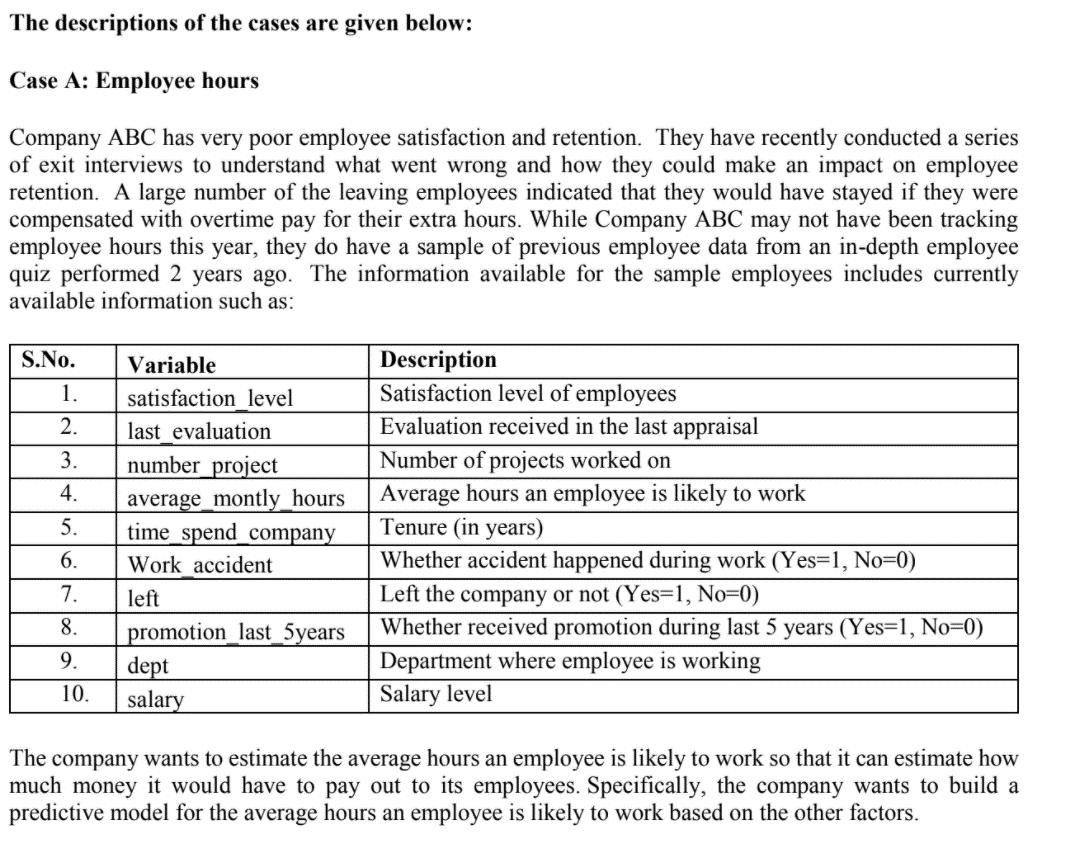 The descriptions of the cases are given below:
Case A: Employee hours
Company ABC has very poor employee satisfaction and retention. They have recently conducted a series
of exit interviews to understand what went wrong and how they could make an impact on employee
retention. A large number of the leaving employees indicated that they would have stayed if they were
compensated with overtime pay for their extra hours. While Company ABC may not have been tracking
employee hours this year, they do have a sample of previous employee data from an in-depth employee
quiz performed 2 years ago. The information available for the sample employees includes currently
available information such as:
S.No. Variable Description
1. satisfaction_level Satisfaction level of employees
2. last_evaluation Evaluation received in the last appraisal
3. number_project Number of projects worked on
4. average_montly_hours Average hours an employee is likely to work
5. time_spend_company Tenure (in years)
6. Work_accident Whether accident happened during work (Yes=1, No=0)
7. left Left the company or not (Yes=1, No=0)
8. promotion_last_5years Whether received promotion during last 5 years (Yes=1, No=0)
9. dept Department where employee is working
10. salary Salary level
The company wants to estimate the average hours an employee is likely to work so that it can estimate how
much money it would have to pay out to its employees. Specifically, the company wants to build a
predictive model for the average hours an employee is likely to work based on the other factors.